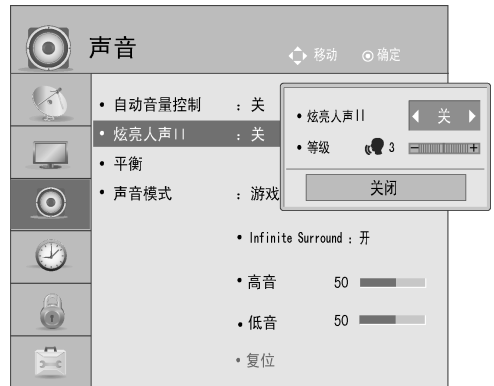 声音
移动 确定
• 自动音量控制 : 关
• 炫亮人声II : 关
• 平衡
• 声音模式 : 游戏
• Infinite Surround : 开
• 高音 50
• 低音 50
• 复位
• 炫亮人声II 关
• 等级 3
关闭